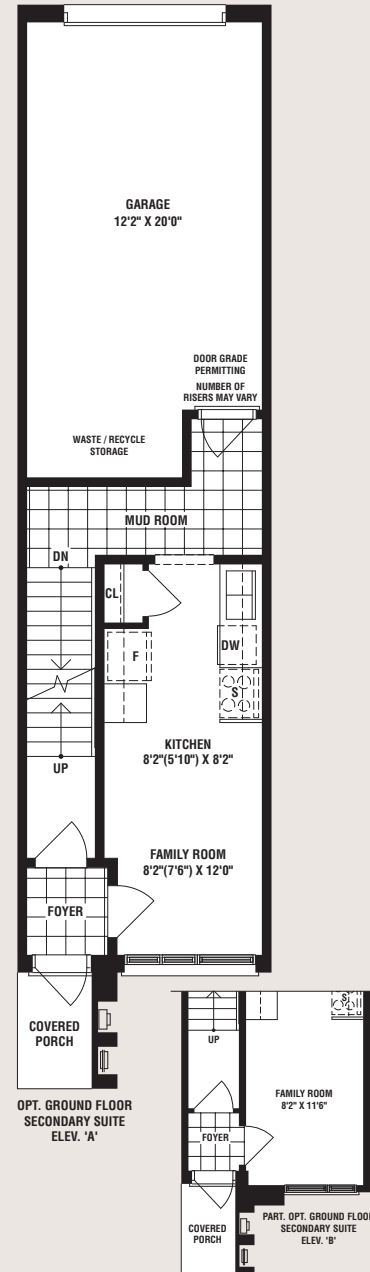 GARAGE
12'2" X 20'0"
DOOR GRADE
PERMITTING
NUMBER OF
RISERS MAY VARY
WASTE / RECYCLE
STORAGE
MUD ROOM
DN
CL
F
DW
S
KITCHEN
8'2"(5'10") X 8'2"
UP
FAMILY ROOM
8'2"(7'6") X 12'0"
FOYER
COVERED
PORCH
OPT. GROUND FLOOR
SECONDARY SUITE
ELEV. 'A'
S
UP
FAMILY ROOM
8'2" X 11'6"
FOYER
COVERED
PORCH
PART. OPT. GROUND FLOOR
SECONDARY SUITE
ELEV. 'B'